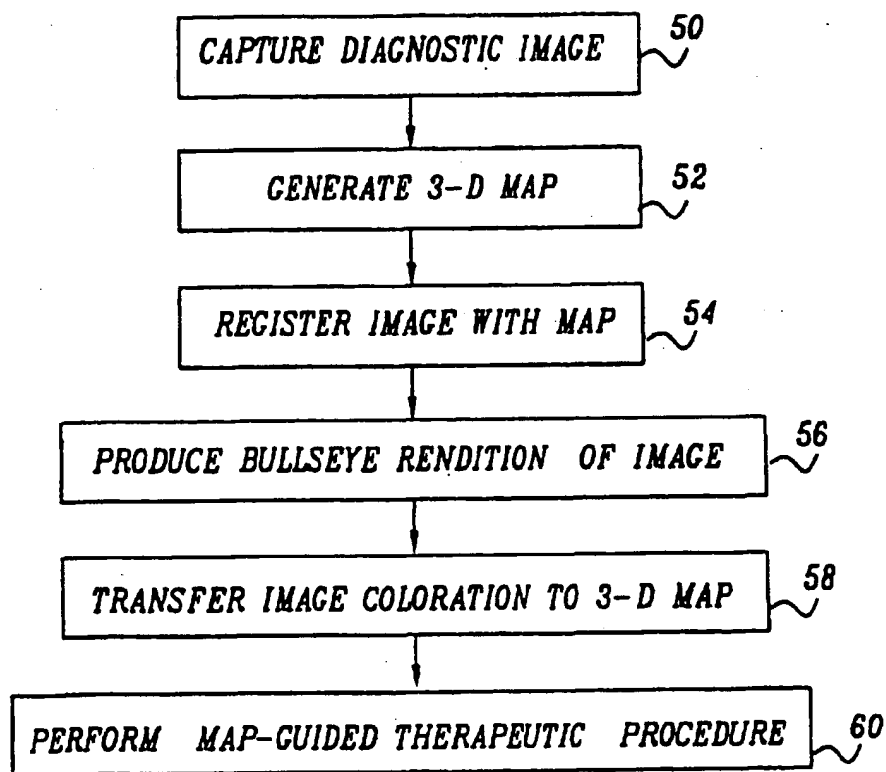 CAPTURE DIAGNOSTIC IMAGE 50
GENERATE 3-D MAP 52
REGISTER IMAGE WITH MAP 54
PRODUCE BULLSEYE RENDITION OF IMAGE 56
TRANSFER IMAGE COLORATION TO 3-D MAP 58
PERFORM MAP-GUIDED THERAPEUTIC PROCEDURE 60